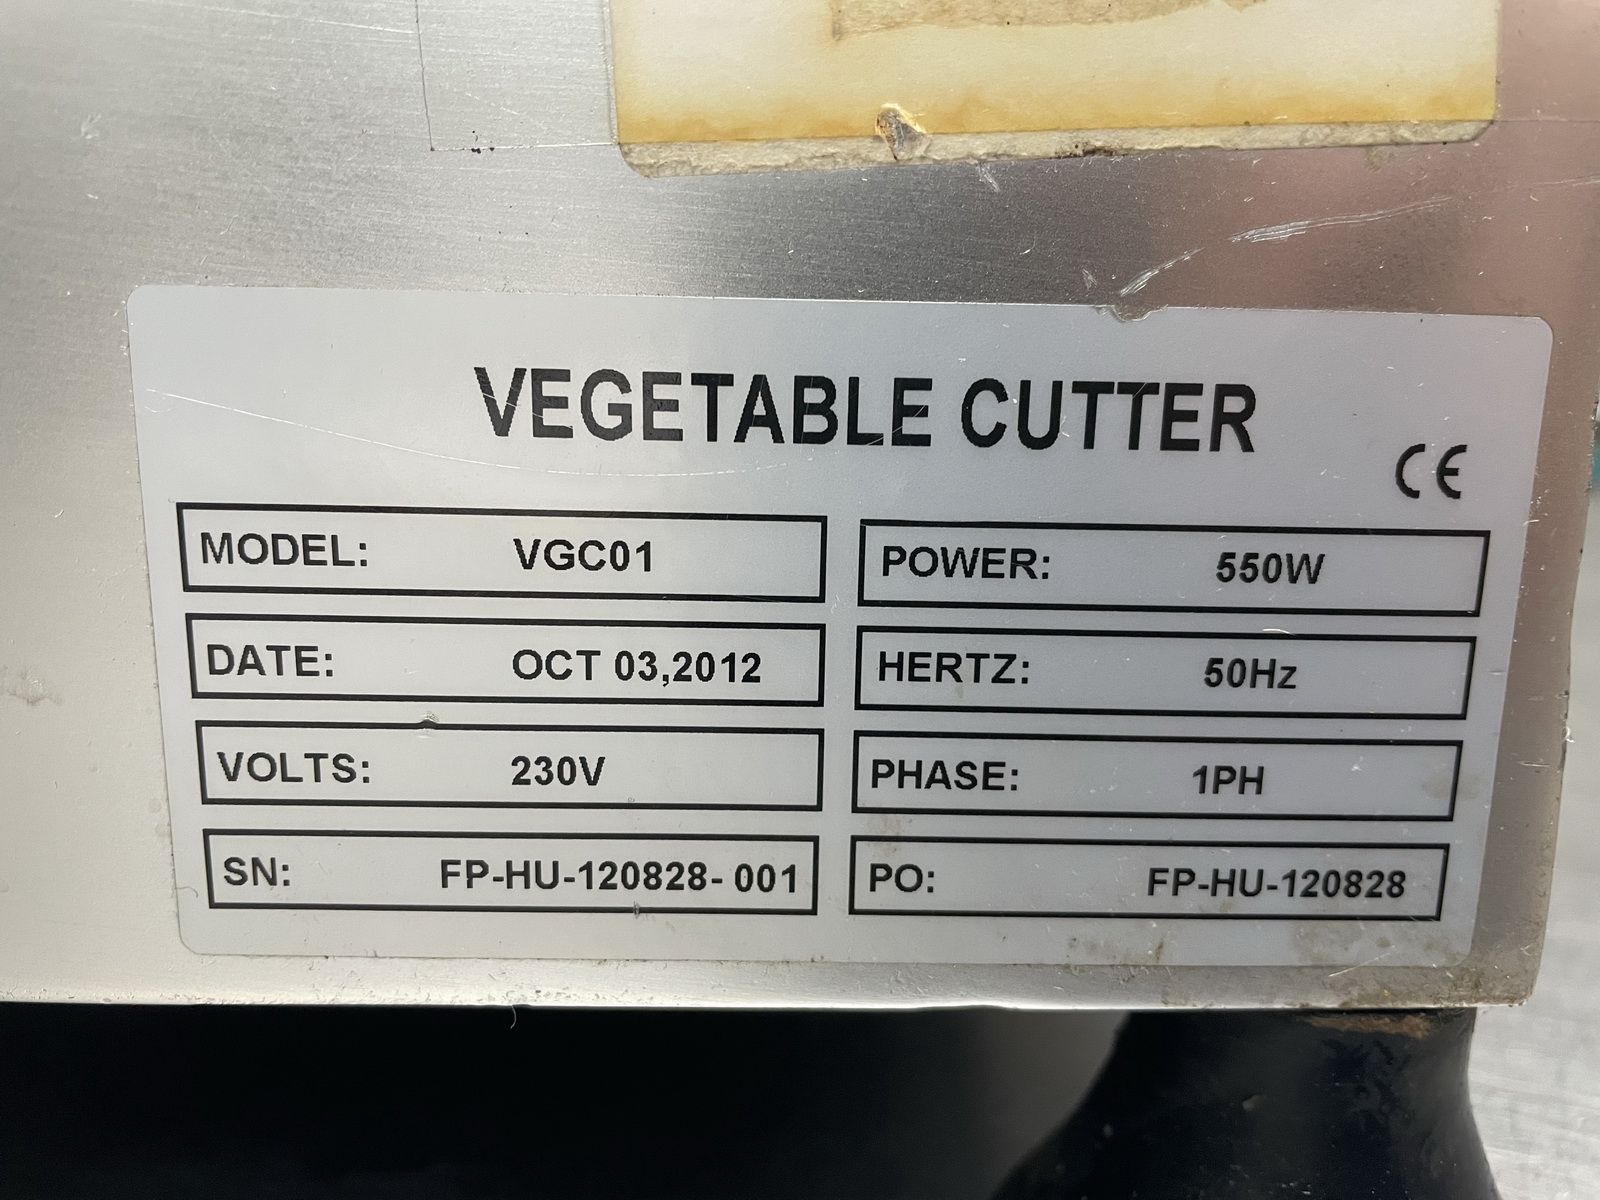 VEGETABLE CUTTER
CE
MODEL: VGC01
POWER: 550W
DATE: OCT 03,2012
HERTZ: 50Hz
VOLTS: 230V
PHASE: 1PH
SN: FP-HU-120828- 001
PO: FP-HU-120828